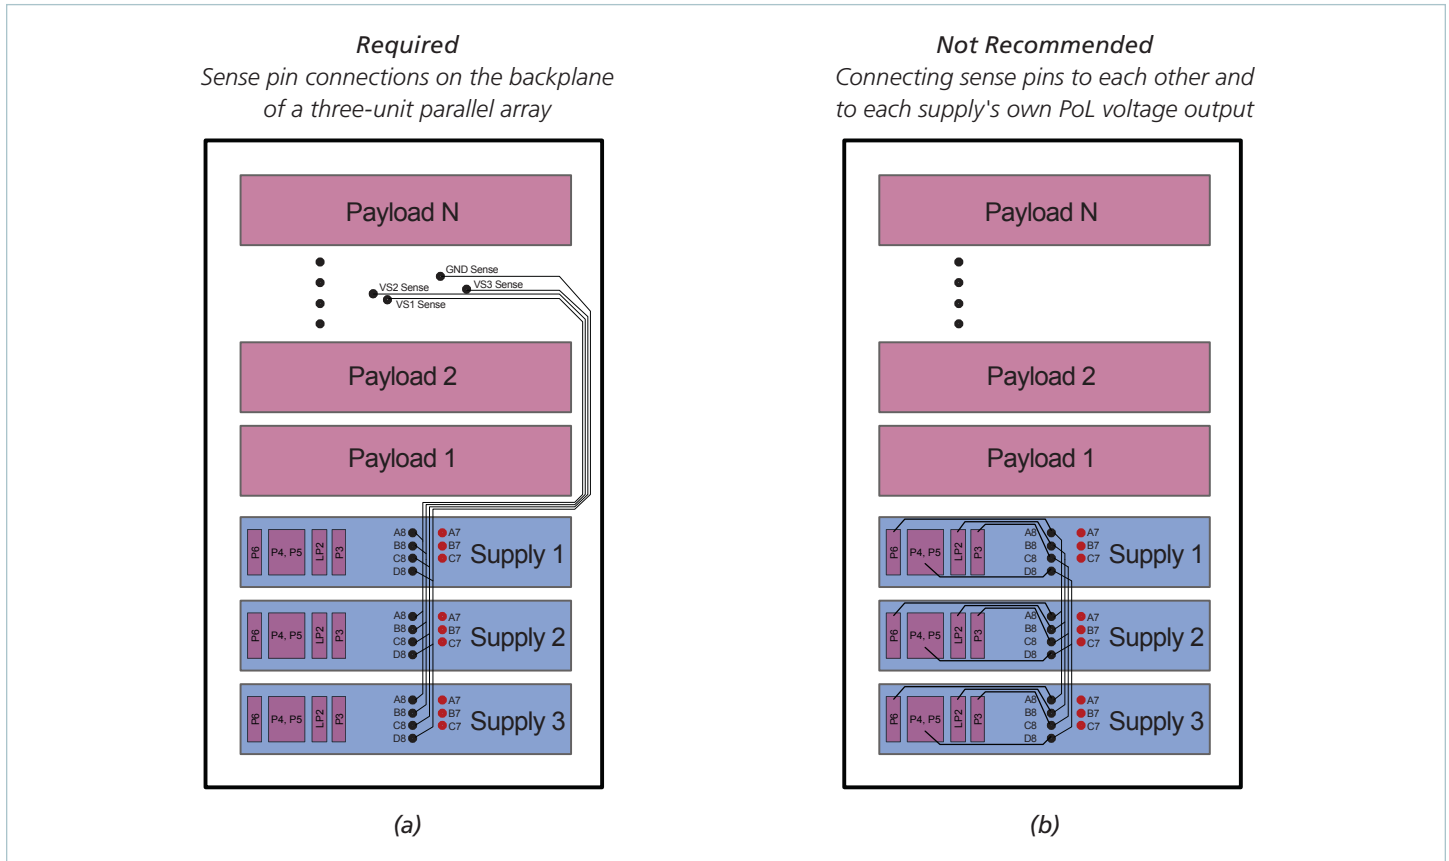 Required
Sense pin connections on the backplane
of a three-unit parallel array
Payload N
GND Sense
VS2 Sense
VS3 Sense
VS1 Sense
Payload 2
Payload 1
P6
P4, P5
LP2
P3
A8
B8
C8
D8
A7
B7
C7
Supply 1
P6
P4, P5
LP2
P3
A8
B8
C8
D8
A7
B7
C7
Supply 2
P6
P4, P5
LP2
P3
A8
B8
C8
D8
A7
B7
C7
Supply 3
(a)
Not Recommended
Connecting sense pins to each other and
to each supply's own PoL voltage output
Payload N
Payload 2
Payload 1
P6
P4, P5
LP2
P3
A8
B8
C8
D8
A7
B7
C7
Supply 1
P6
P4, P5
LP2
P3
A8
B8
C8
D8
A7
B7
C7
Supply 2
P6
P4, P5
LP2
P3
A8
B8
C8
D8
A7
B7
C7
Supply 3
(b)